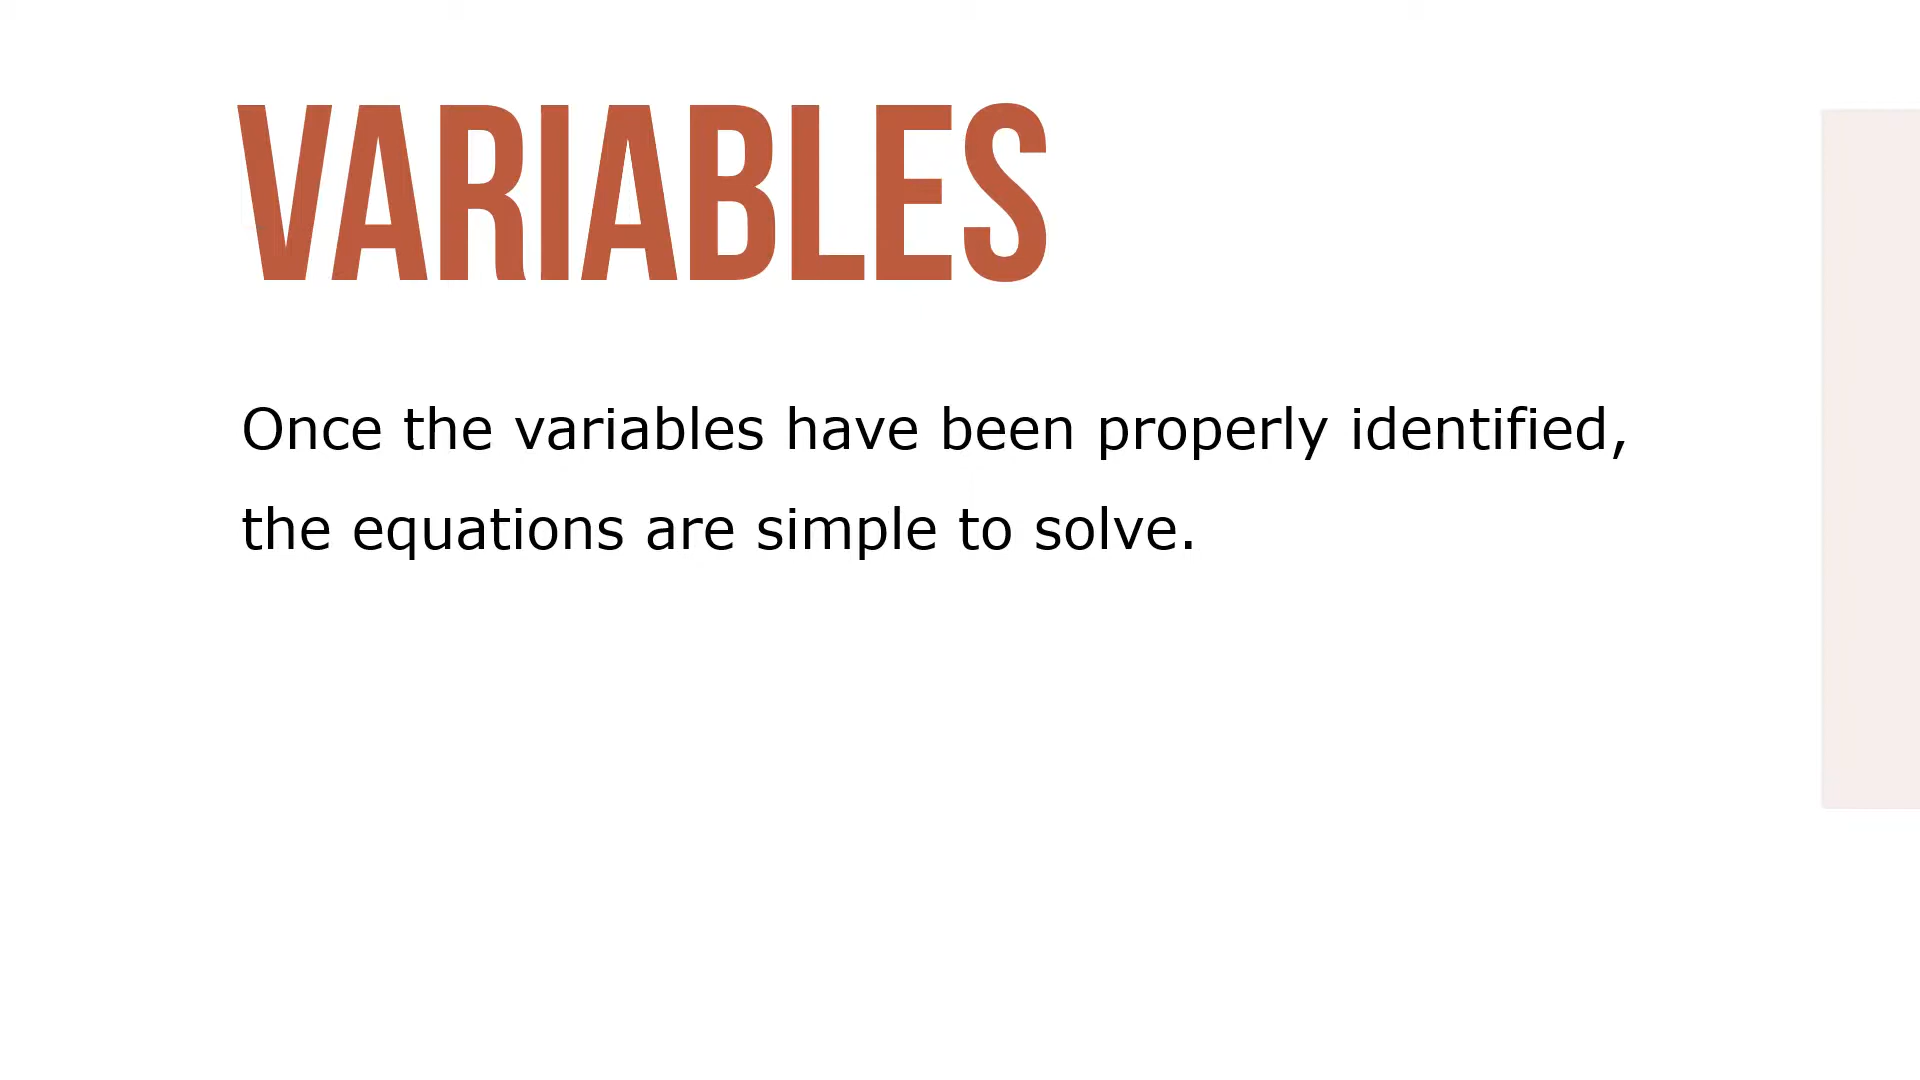 VARIABLES
Once the variables have been properly identified,
the equations are simple to solve.